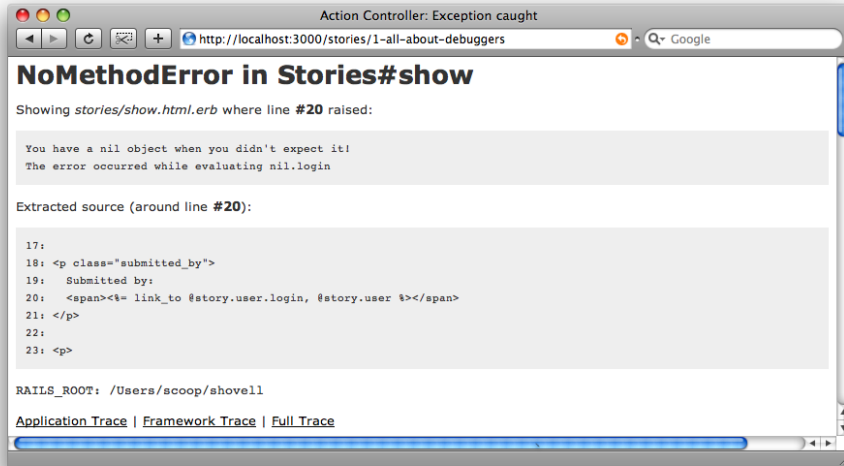 Action Controller: Exception caught
http://localhost:3000/stories/1-all-about-debuggers
Google
NoMethodError in Stories#show
Showing stories/show.html.erb where line #20 raised:
You have a nil object when you didn't expect it!
The error occurred while evaluating nil.login
Extracted source (around line #20):
17:
18: <p class="submitted_by">
19:   Submitted by:
20:   <span><%= link_to @story.user.login, @story.user %></span>
21: </p>
22:
23: <p>
RAILS_ROOT: /Users/scoop/shovell
Application Trace | Framework Trace | Full Trace